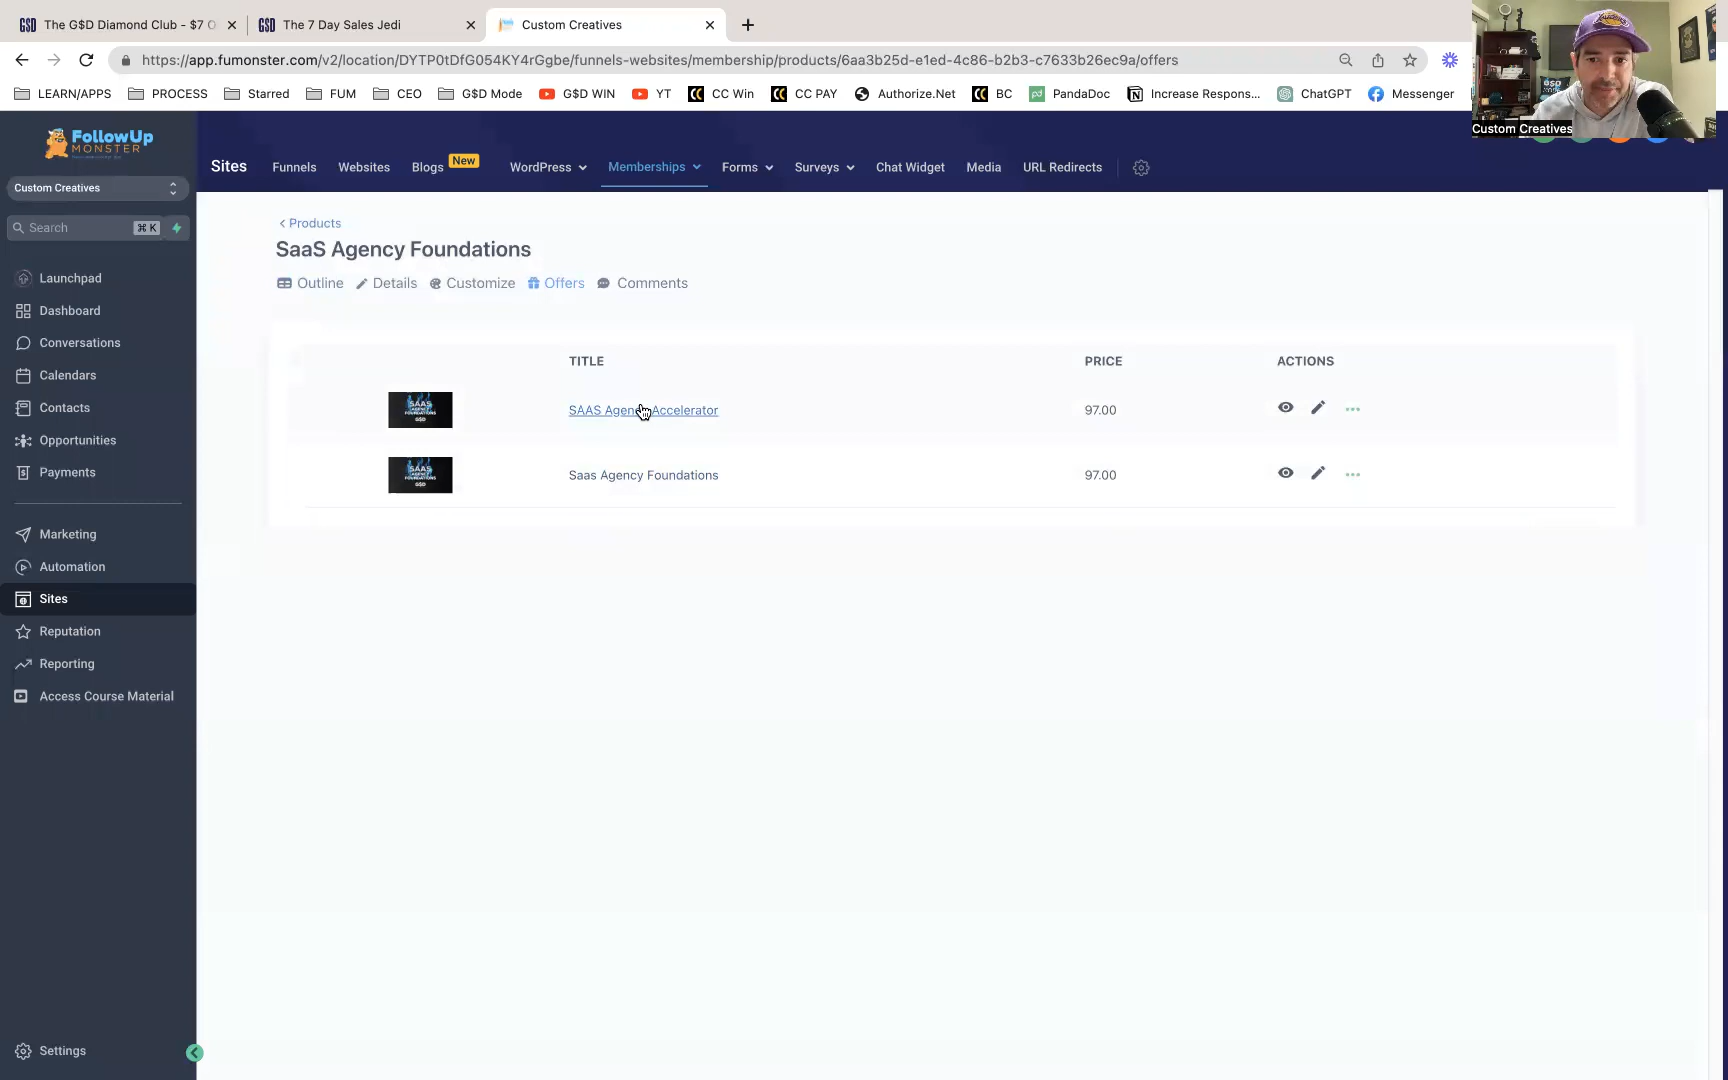 The G$D Diamond Club - $7 O
The 7 Day Sales Jedi
Custom Creatives
https://app.fumonster.com/v2/location/DYTP0tDfG054KY4rGgbe/funnels-websites/membership/products/6aa3b25d-e1ed-4c86-b2b3-c7633b26ec9a/offers
LEARN/APPS
PROCESS
Starred
FUM
CEO
G$D Mode
G$D WIN
YT
CC Win
CC PAY
Authorize.Net
BC
PandaDoc
Increase Respons...
ChatGPT
Messenger
Custom Creatives
FollowUp
MONSTER
Custom Creatives
Search
⌘ K
Launchpad
Dashboard
Conversations
Calendars
Contacts
Opportunities
Payments
Marketing
Automation
Sites
Reputation
Reporting
Access Course Material
Settings
Sites
Funnels
Websites
Blogs
New
WordPress
Memberships
Forms
Surveys
Chat Widget
Media
URL Redirects
< Products
SaaS Agency Foundations
Outline
Details
Customize
Offers
Comments
TITLE
PRICE
ACTIONS
SAAS
AGENCY
FOUNDATIONS
G$D
SAAS Agency Accelerator
97.00
SAAS
AGENCY
FOUNDATIONS
G$D
Saas Agency Foundations
97.00